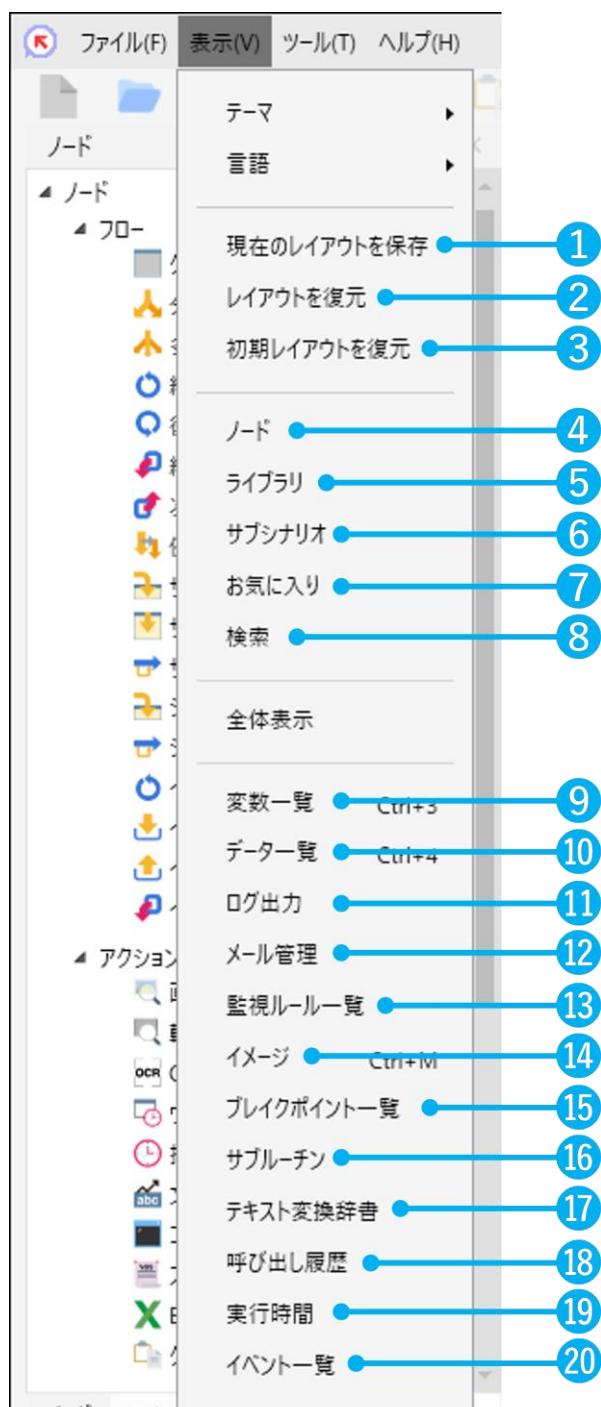 ファイル(F) 表示(V) ツール(T) ヘルプ(H)
テーマ
ノード
言語
ノード
フロー
現在のレイアウトを保存 1
レイアウトを復元 2
初期レイアウトを復元 3
ノード 4
ライブラリ 5
サブシナリオ 6
お気に入り 7
検索 8
全体表示
変数一覧 Ctrl+3 9
データ一覧 Ctrl+4 10
ログ出力 11
メール管理 12
アクション
監視ルール一覧 13
イメージ Ctrl+M 14
OCR
ブレイクポイント一覧 15
サブルーチン 16
abc
テキスト変換辞書 17
呼び出し履歴 18
VBS
実行時間 19
イベント一覧 20